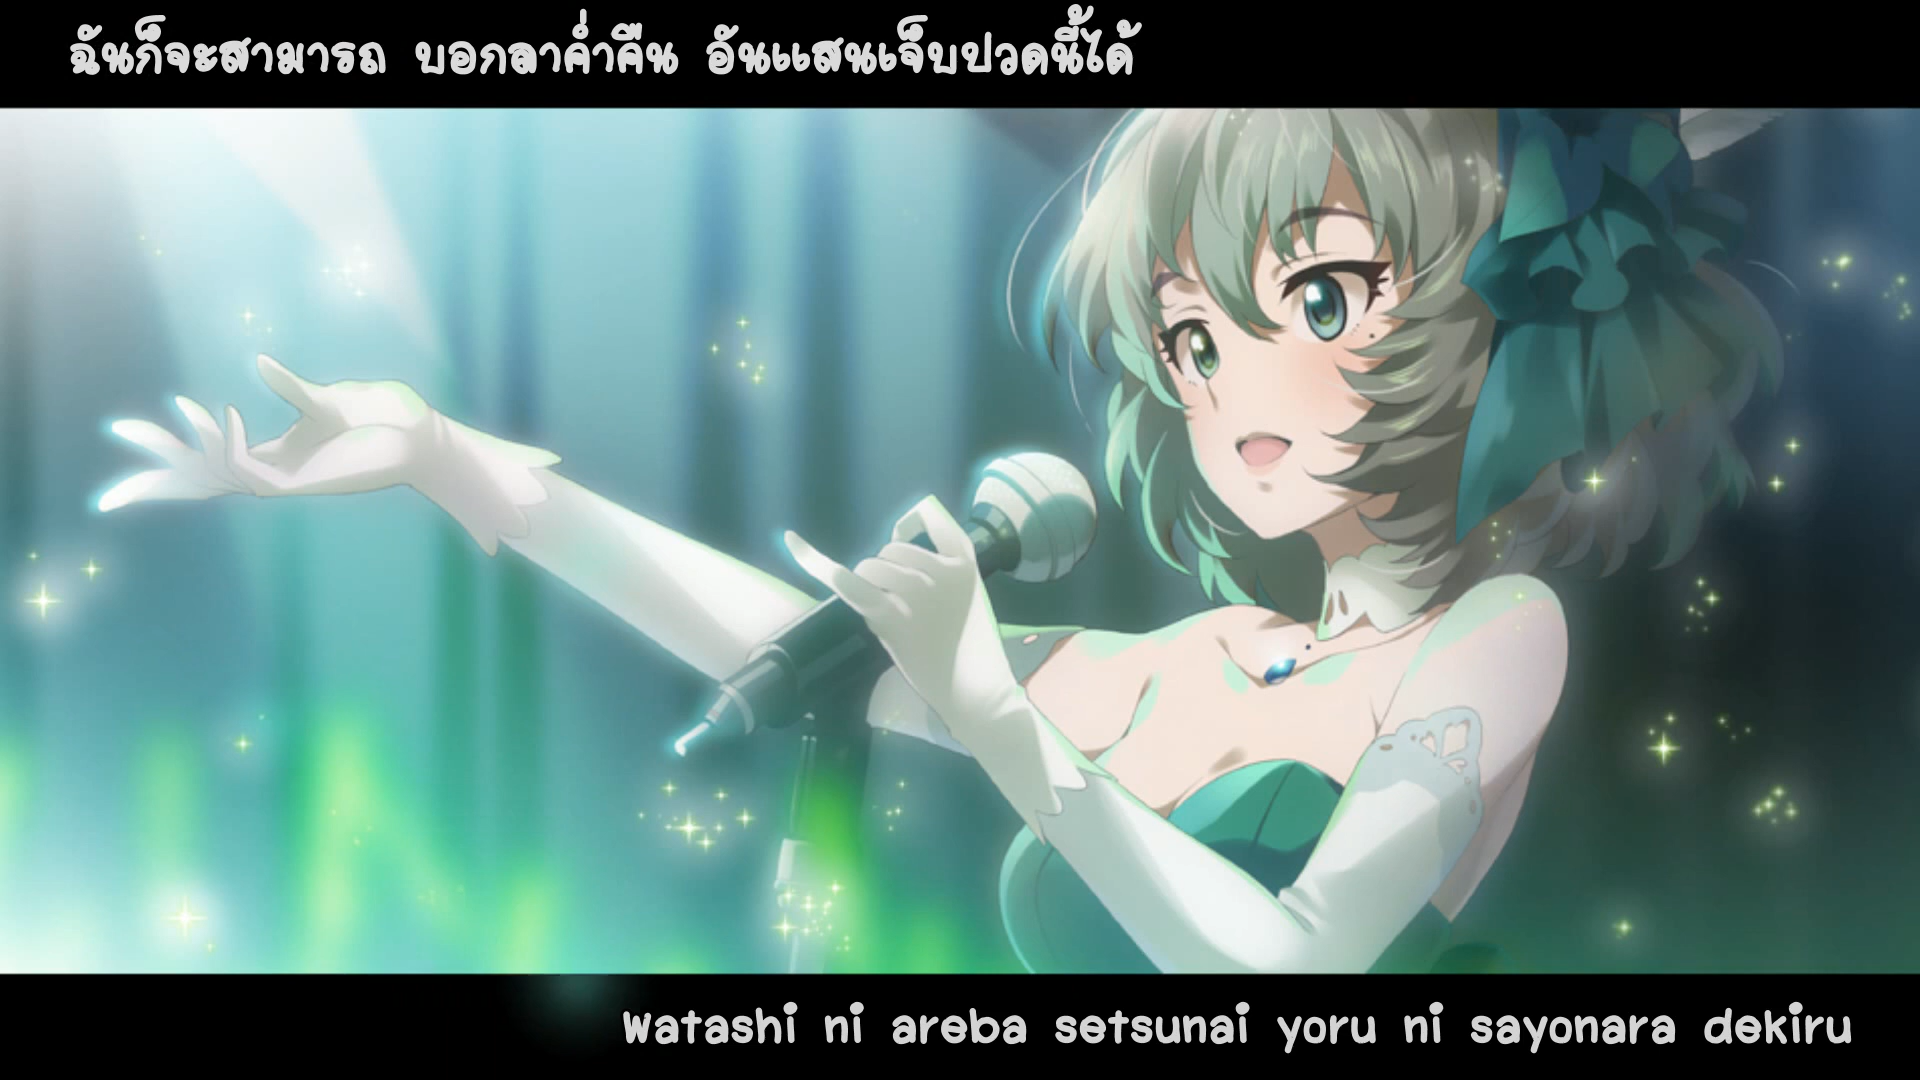 ฉันก็จะสามารถ บอกลาค่ำคืน อันแสนเจ็บปวดนี้ได้
Watashi ni areba setsunai yoru ni sayonara dekiru